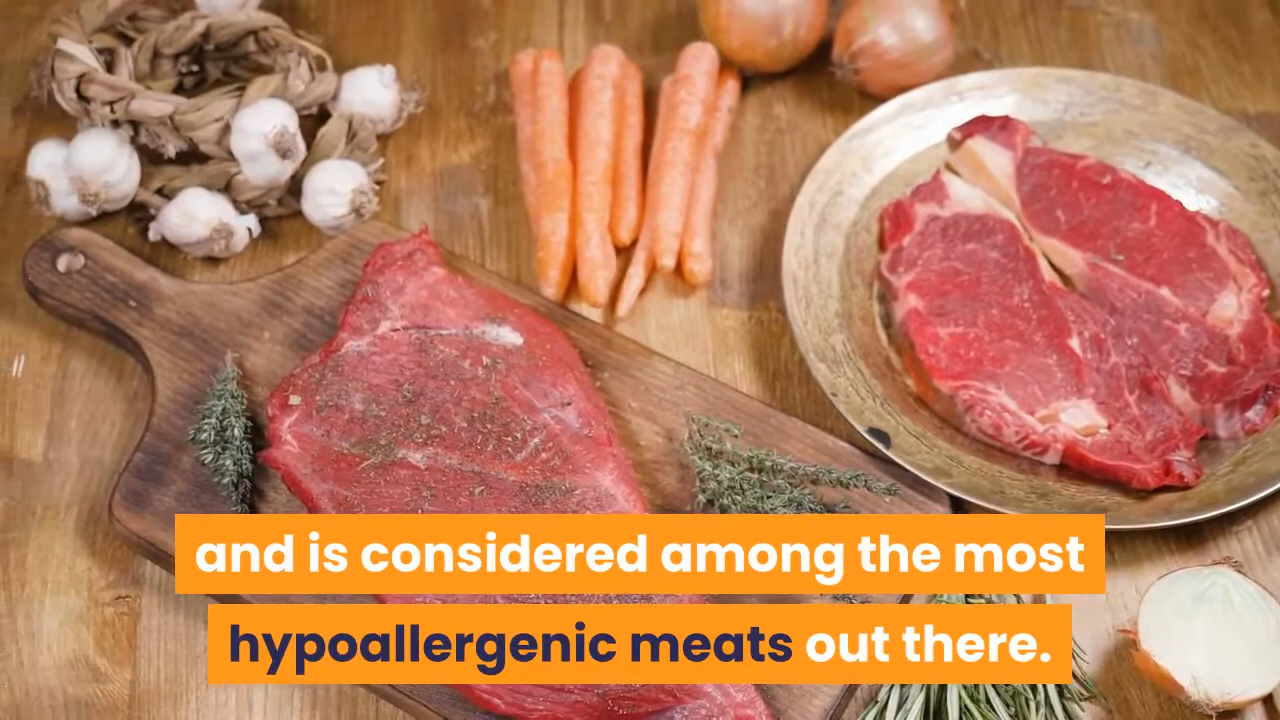 and is considered among the most
hypoallergenic meats out there.